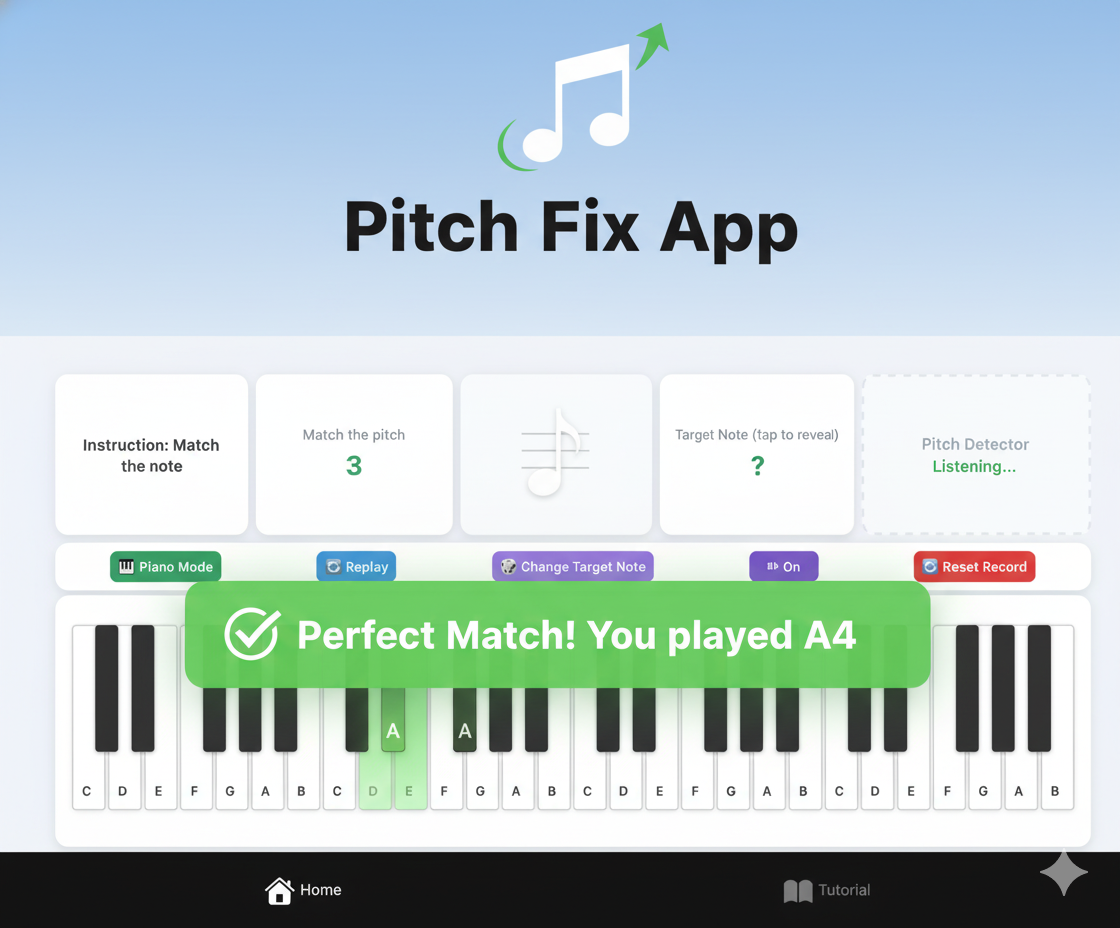 Pitch Fix App
Instruction: Match
the note
Match the pitch
3
Target Note (tap to reveal)
?
Pitch Detector
Listening...
Piano Mode
Replay
Change Target Note
On
Reset Record
Perfect Match! You played A4
A A
C D E F G A B C D E F G A B C D E F G A B C D E F G A B
Home
Tutorial